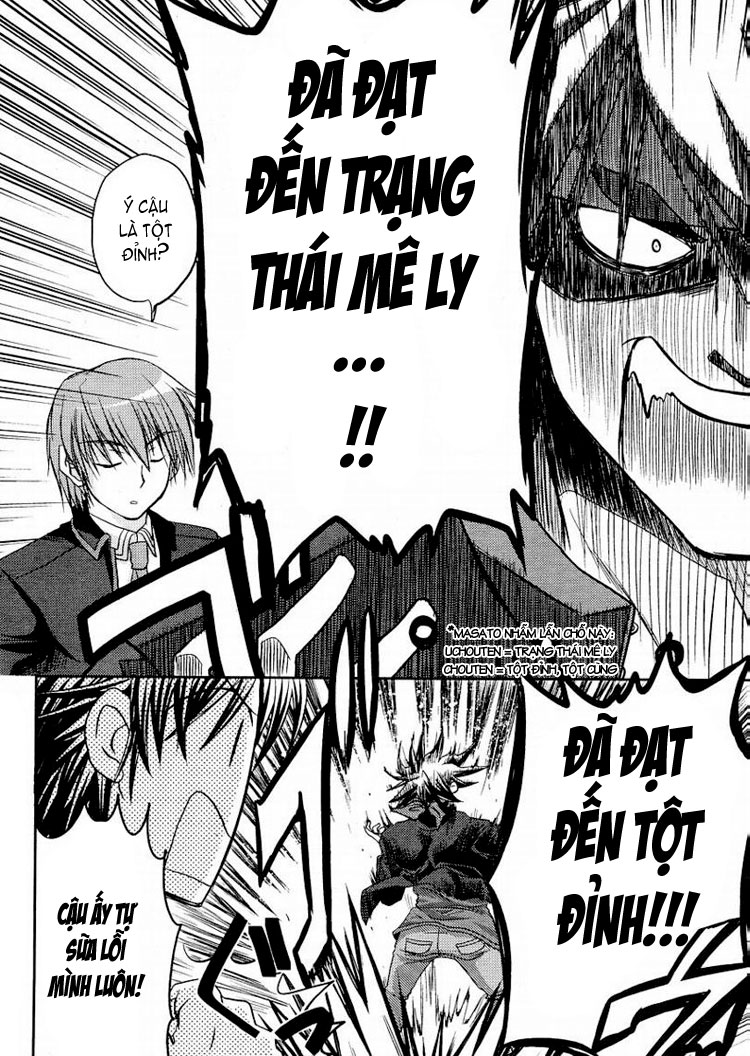 ĐÃ ĐẠT
ĐẾN TRẠNG
THÁI MÊ LY
...
!!
Ý CẬU
LÀ TỘT
ĐỈNH?
*MASATO NHẦM LẪN CHỖ NÀY:
UCHOUTEN = TRẠNG THÁI MÊ LY
CHOUTEN = TỘT ĐỈNH, TỘT CÙNG
ĐÃ ĐẠT
ĐẾN TỘT
ĐỈNH!!!
CẬU ẤY TỰ
SỮA LỖI
MÌNH LUÔN!